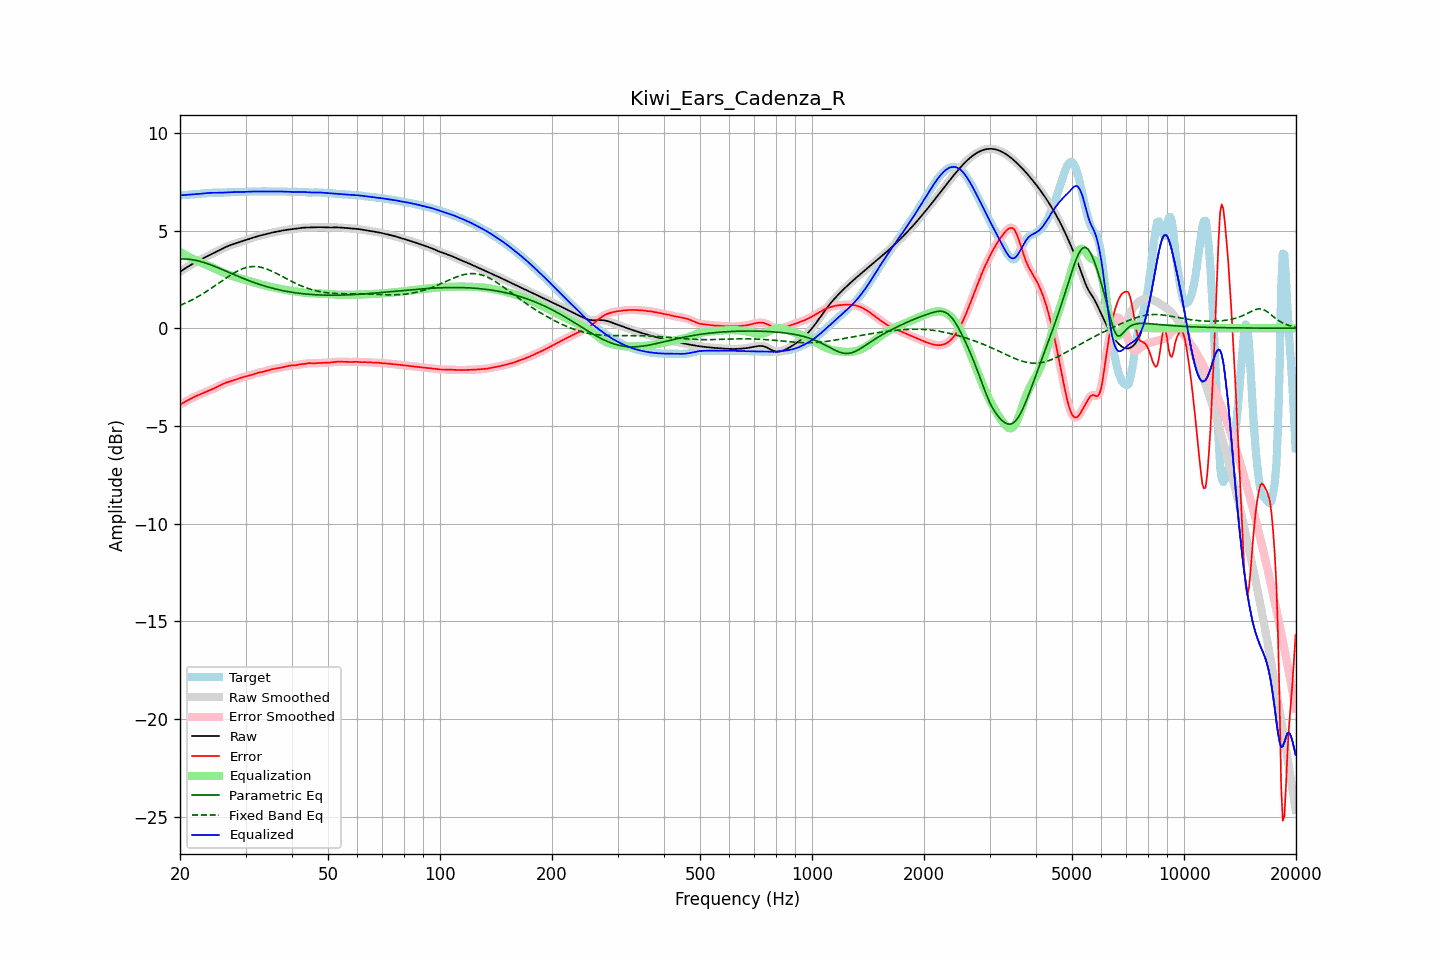 Kiwi_Ears_Cadenza_R
Amplitude (dBr)
10
5
0
−5
−10
−15
−20
−25
Target
Raw Smoothed
Error Smoothed
Raw
Error
Equalization
Parametric Eq
Fixed Band Eq
Equalized
20 50 100 200 500 1000 2000 5000 10000 20000
Frequency (Hz)